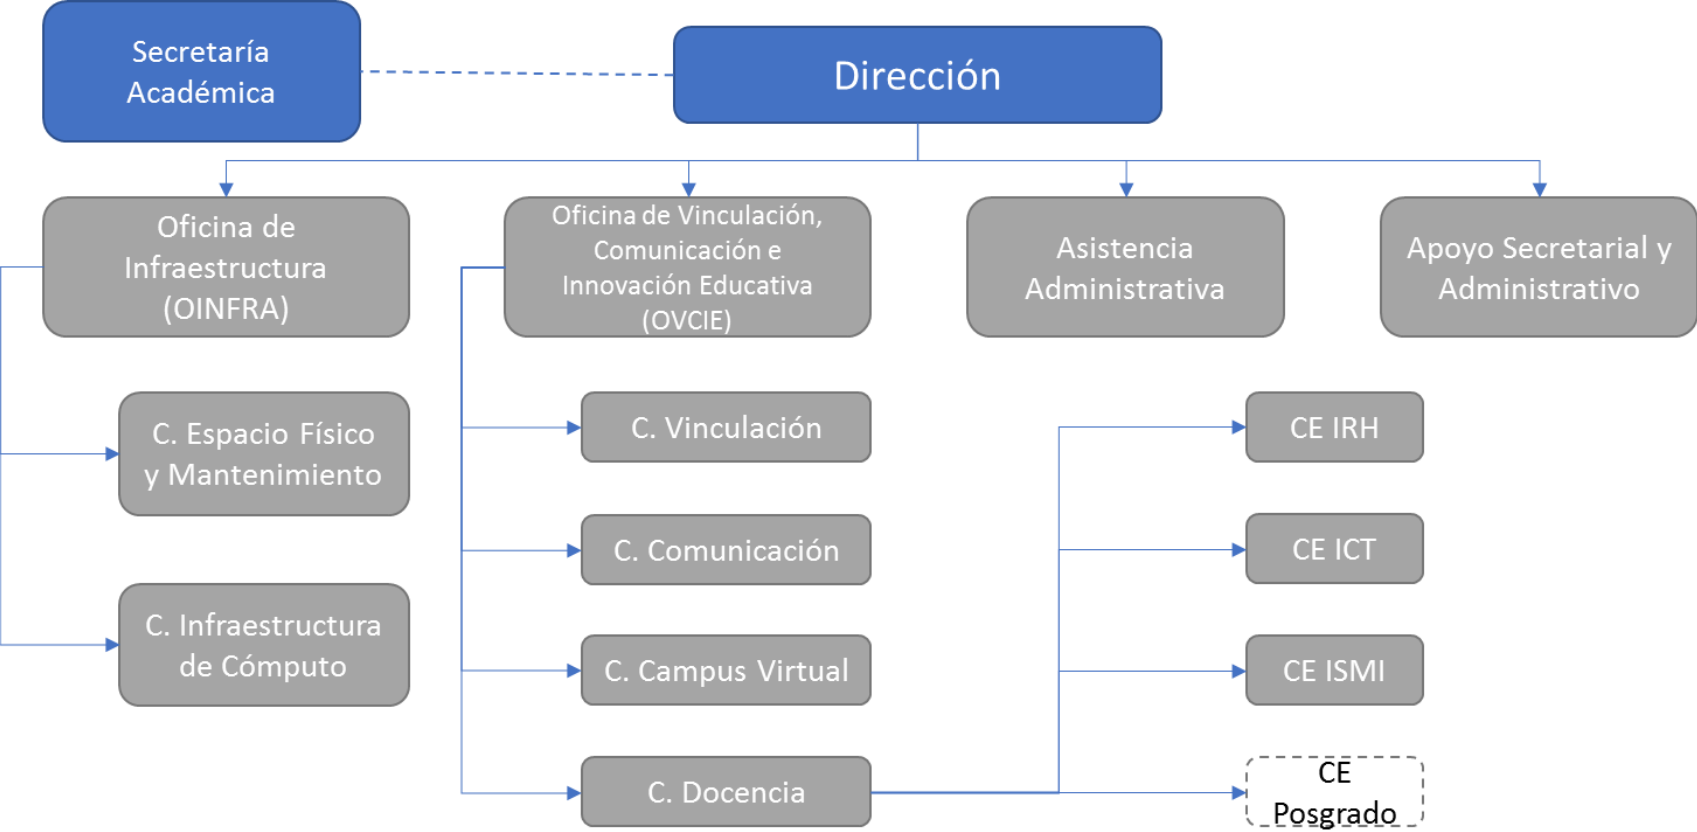 Secretaría
Académica
Dirección
Oficina de
Infraestructura
(OINFRA)
Oficina de Vinculación,
Comunicación e
Innovación Educativa
(OVCIE)
Asistencia
Administrativa
Apoyo Secretarial y
Administrativo
C. Espacio Físico
y Mantenimiento
C. Infraestructura
de Cómputo
C. Vinculación
C. Comunicación
C. Campus Virtual
C. Docencia
CE IRH
CE ICT
CE ISMI
CE
Posgrado